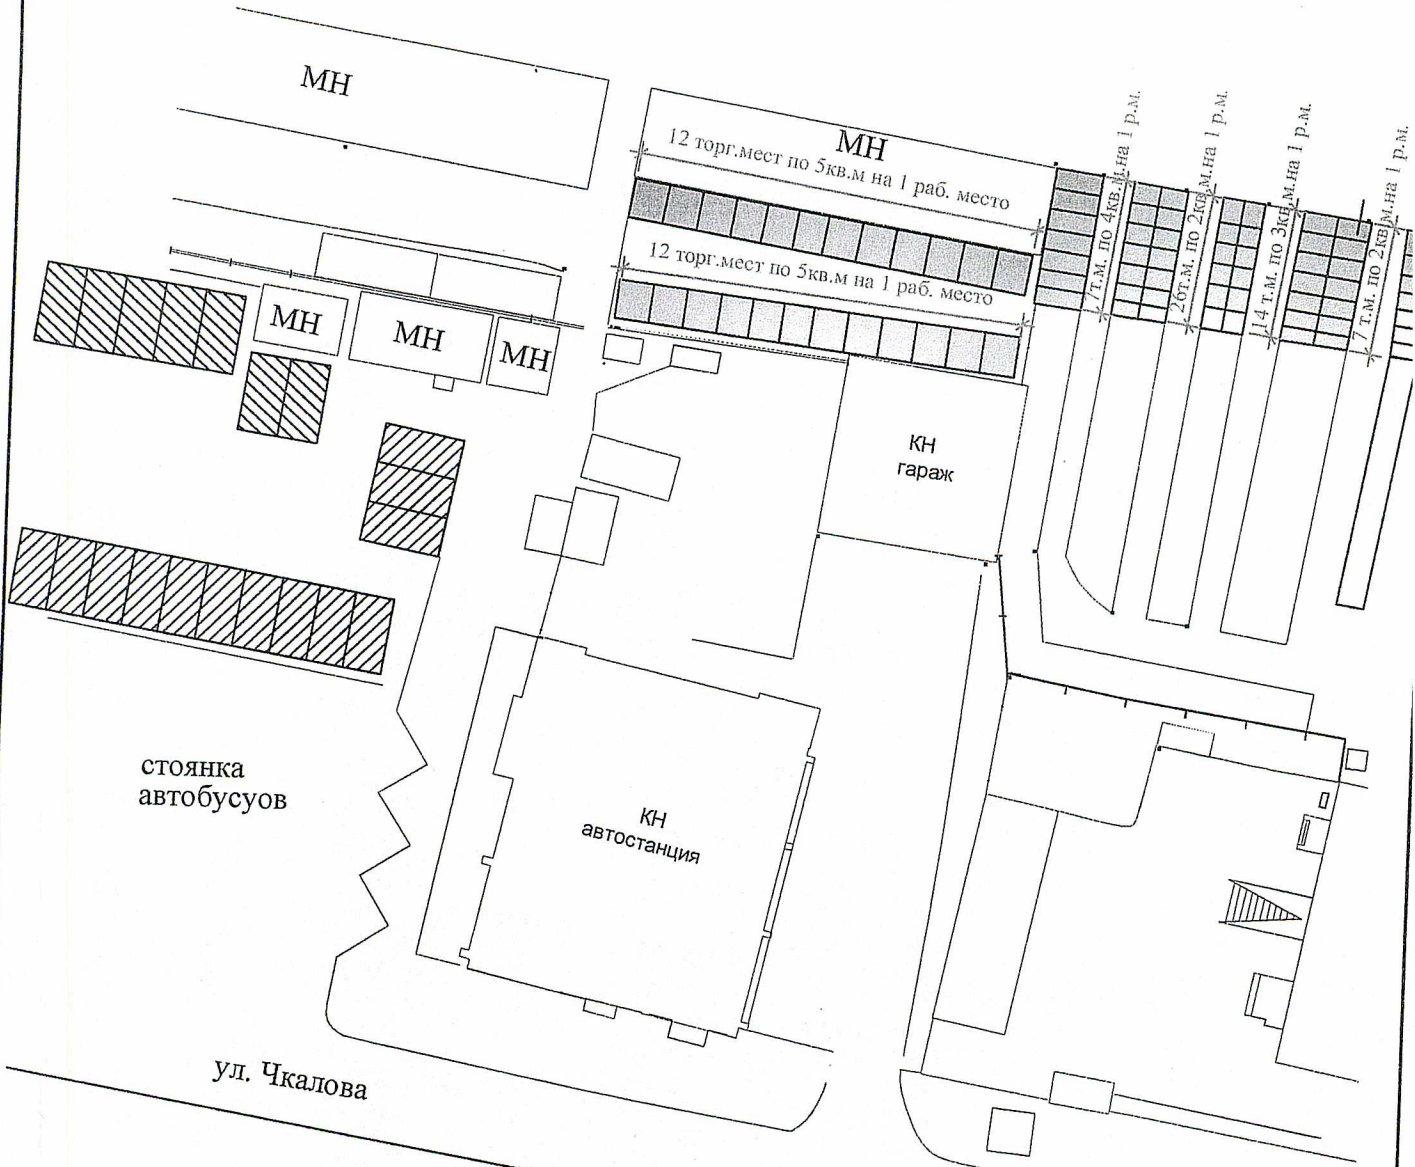 МН
МН
12 торг.мест по 5кв.м на 1 раб. место
12 торг.мест по 5кв.м на 1 раб. место
7т.м. по 4кв.м.на 1 р.м.
26т.м. по 2кв.м.на 1 р.м.
14т.м. по 3кв.м.на 1 р.м.
7 т.м. по 2кв.м.на 1 р.м.
МН
МН
МН
КН
гараж
стоянка
автобусуов
КН
автостанция
ул. Чкалова